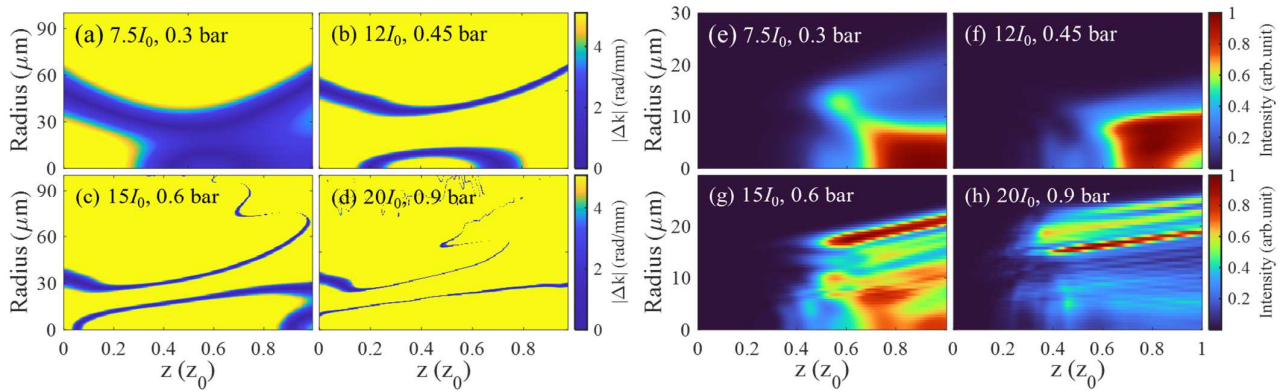 (a) 7.5I₀, 0.3 bar
(b) 12I₀, 0.45 bar
(c) 15I₀, 0.6 bar
(d) 20I₀, 0.9 bar
Radius (μm)
90
60
30
0
Radius (μm)
90
60
30
0
0 0.2 0.4 0.6 0.8
z (z₀)
0 0.2 0.4 0.6 0.8
z (z₀)
4
2
0
|Δk| (rad/mm)
4
2
0
|Δk| (rad/mm)
(e) 7.5I₀, 0.3
(f) 12I₀, 0.45
(g) 15I₀, 0.6 bar
(h) 20I₀, 0.9 bar
Radius (μm)
30
20
10
0
Radius (μm)
30
20
10
0
0 0.2 0.4 0.6 0.8
z (z₀)
0 0.2 0.4 0.6 0.8 1
z (z₀)
1
0.8
0.6
0.4
0.2
Intensity (arb.unit)
1
0.8
0.6
0.4
0.2
0
Intensity (arb.unit)